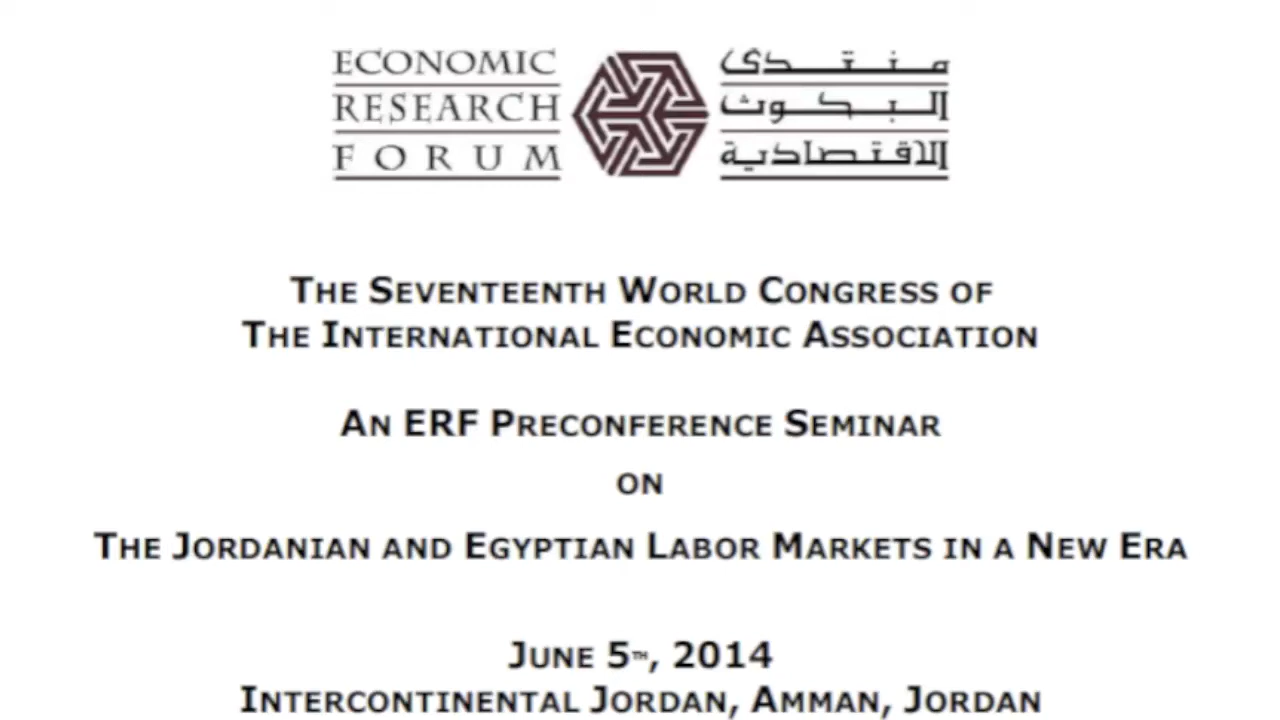 ECONOMIC
RESEARCH
FORUM
منتدى
البحوث
الاقتصادية
THE SEVENTEENTH WORLD CONGRESS OF
THE INTERNATIONAL ECONOMIC ASSOCIATION
AN ERF PRECONFERENCE SEMINAR
ON
THE JORDANIAN AND EGYPTIAN LABOR MARKETS IN A NEW ERA
JUNE 5TH, 2014
INTERCONTINENTAL JORDAN, AMMAN, JORDAN